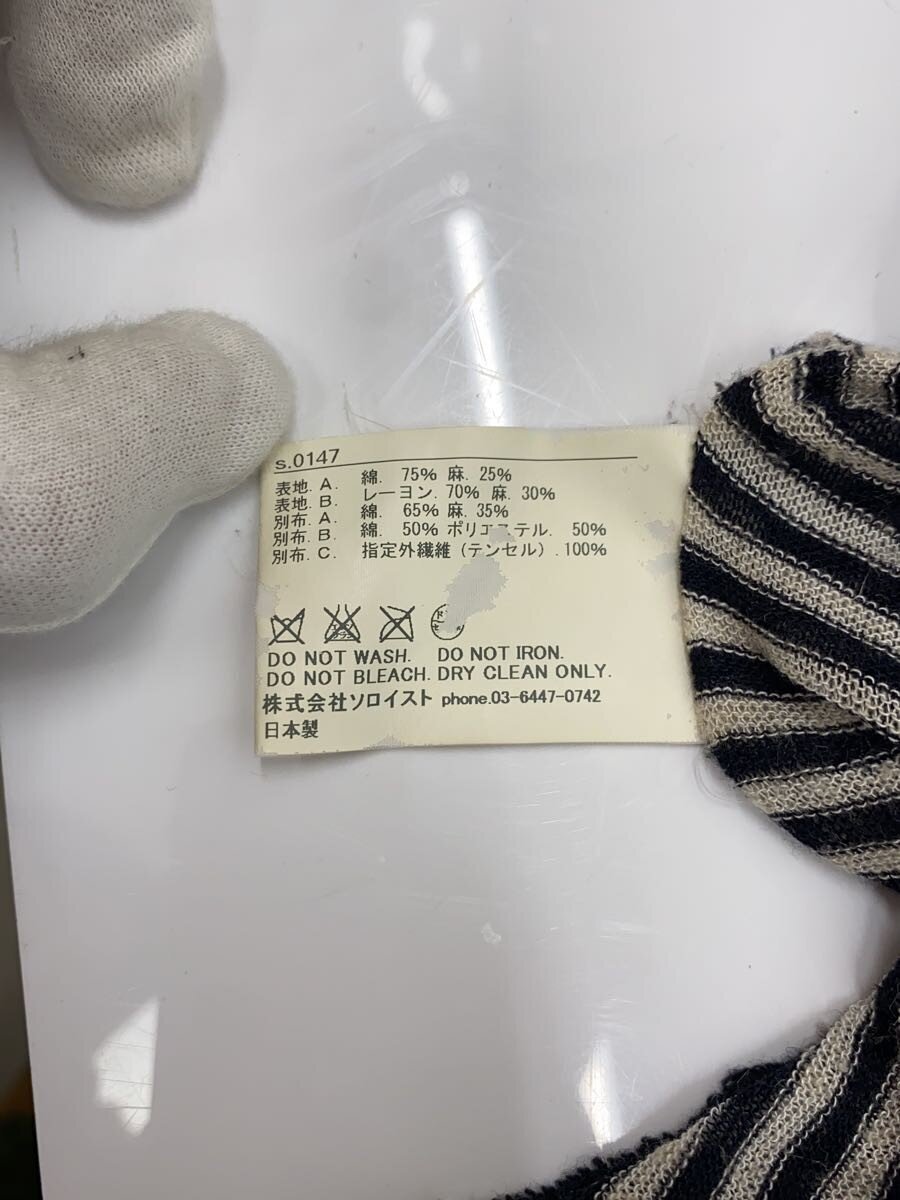 s.0147
表地. A. 綿. 75% 麻. 25%
表地. B. レーヨン. 70% 麻. 30%
別布. A. 綿. 65% 麻. 35%
別布. B. 綿. 50% ポリエステル. 50%
別布. C. 指定外繊維 (テンセル). 100%
DO NOT WASH. DO NOT IRON.
DO NOT BLEACH. DRY CLEAN ONLY.
株式会社ソロイスト phone.03-6447-0742
日本製